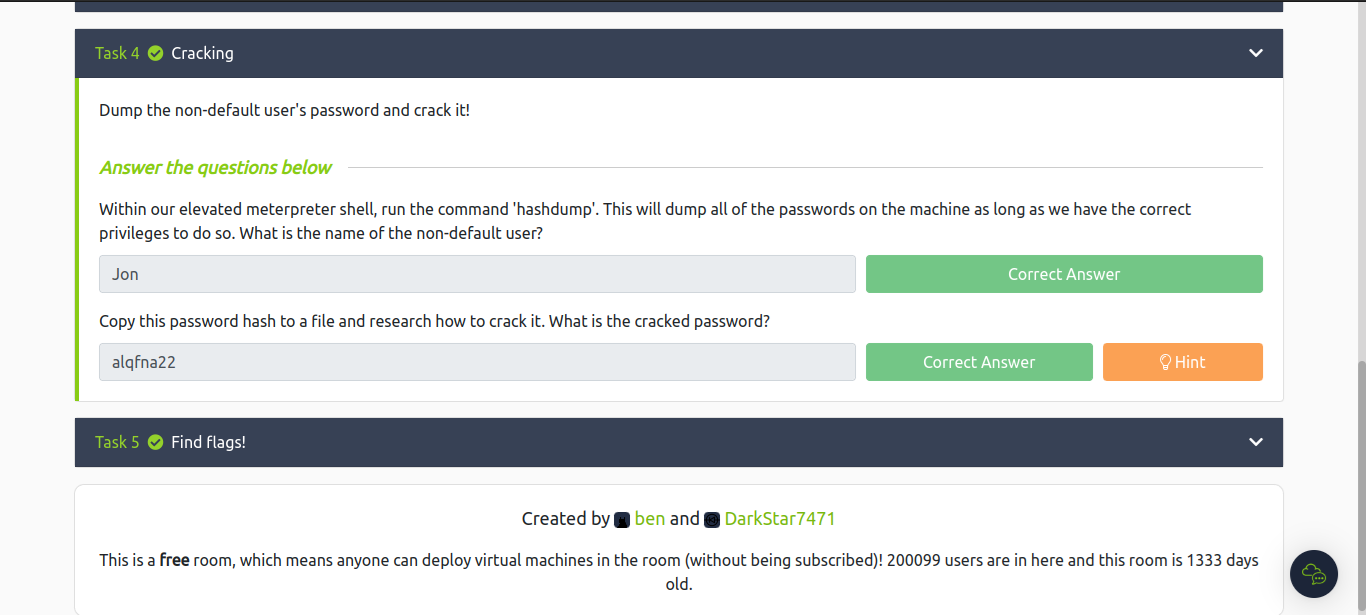 Task 4 Cracking
Dump the non-default user's password and crack it!
Answer the questions below
Within our elevated meterpreter shell, run the command 'hashdump'. This will dump all of the passwords on the machine as long as we have the correct
privileges to do so. What is the name of the non-default user?
Jon
Correct Answer
Copy this password hash to a file and research how to crack it. What is the cracked password?
alqfna22
Correct Answer
Hint
Task 5 Find flags!
Created by ben and DarkStar7471
This is a free room, which means anyone can deploy virtual machines in the room (without being subscribed)! 200099 users are in here and this room is 1333 days
old.